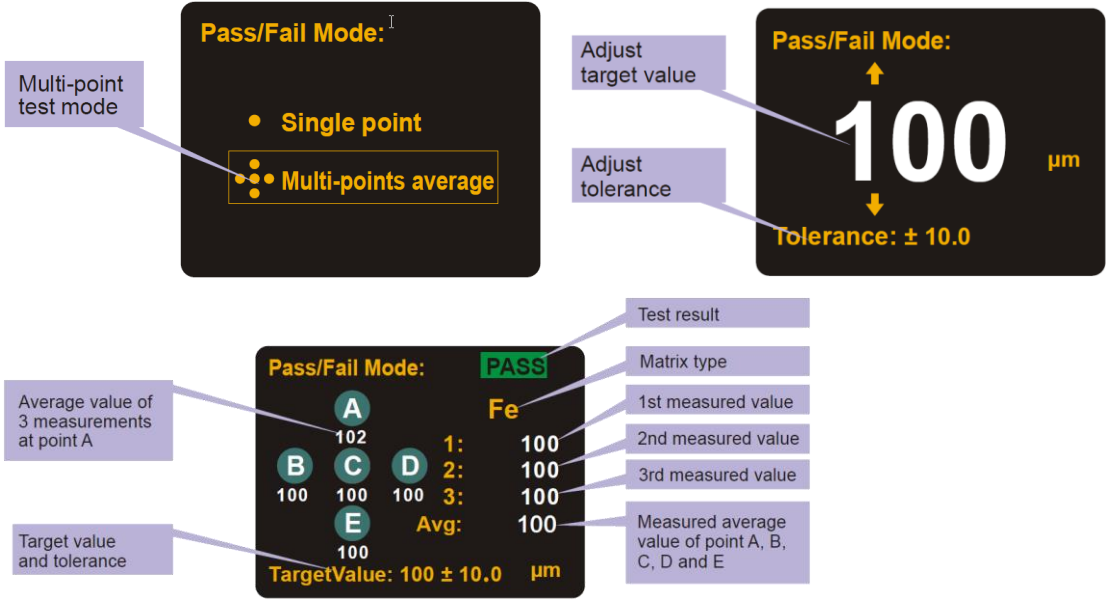 Pass/Fail Mode:
Multi-point
test mode
Single point
Multi-points average
Pass/Fail Mode:
Adjust
target value
100
µm
Adjust
tolerance
Tolerance: ± 10.0
Test result
Pass/Fail Mode:
PASS
Matrix type
Average value of
3 measurements
at point A
A
102
Fe
1st measured value
1: 100
2nd measured value
B C D
2: 100
3rd measured value
100 100 100
3: 100
E
100
Avg: 100
Measured average
value of point A, B,
C, D and E
Target value
and tolerance
TargetValue: 100 ± 10.0 µm